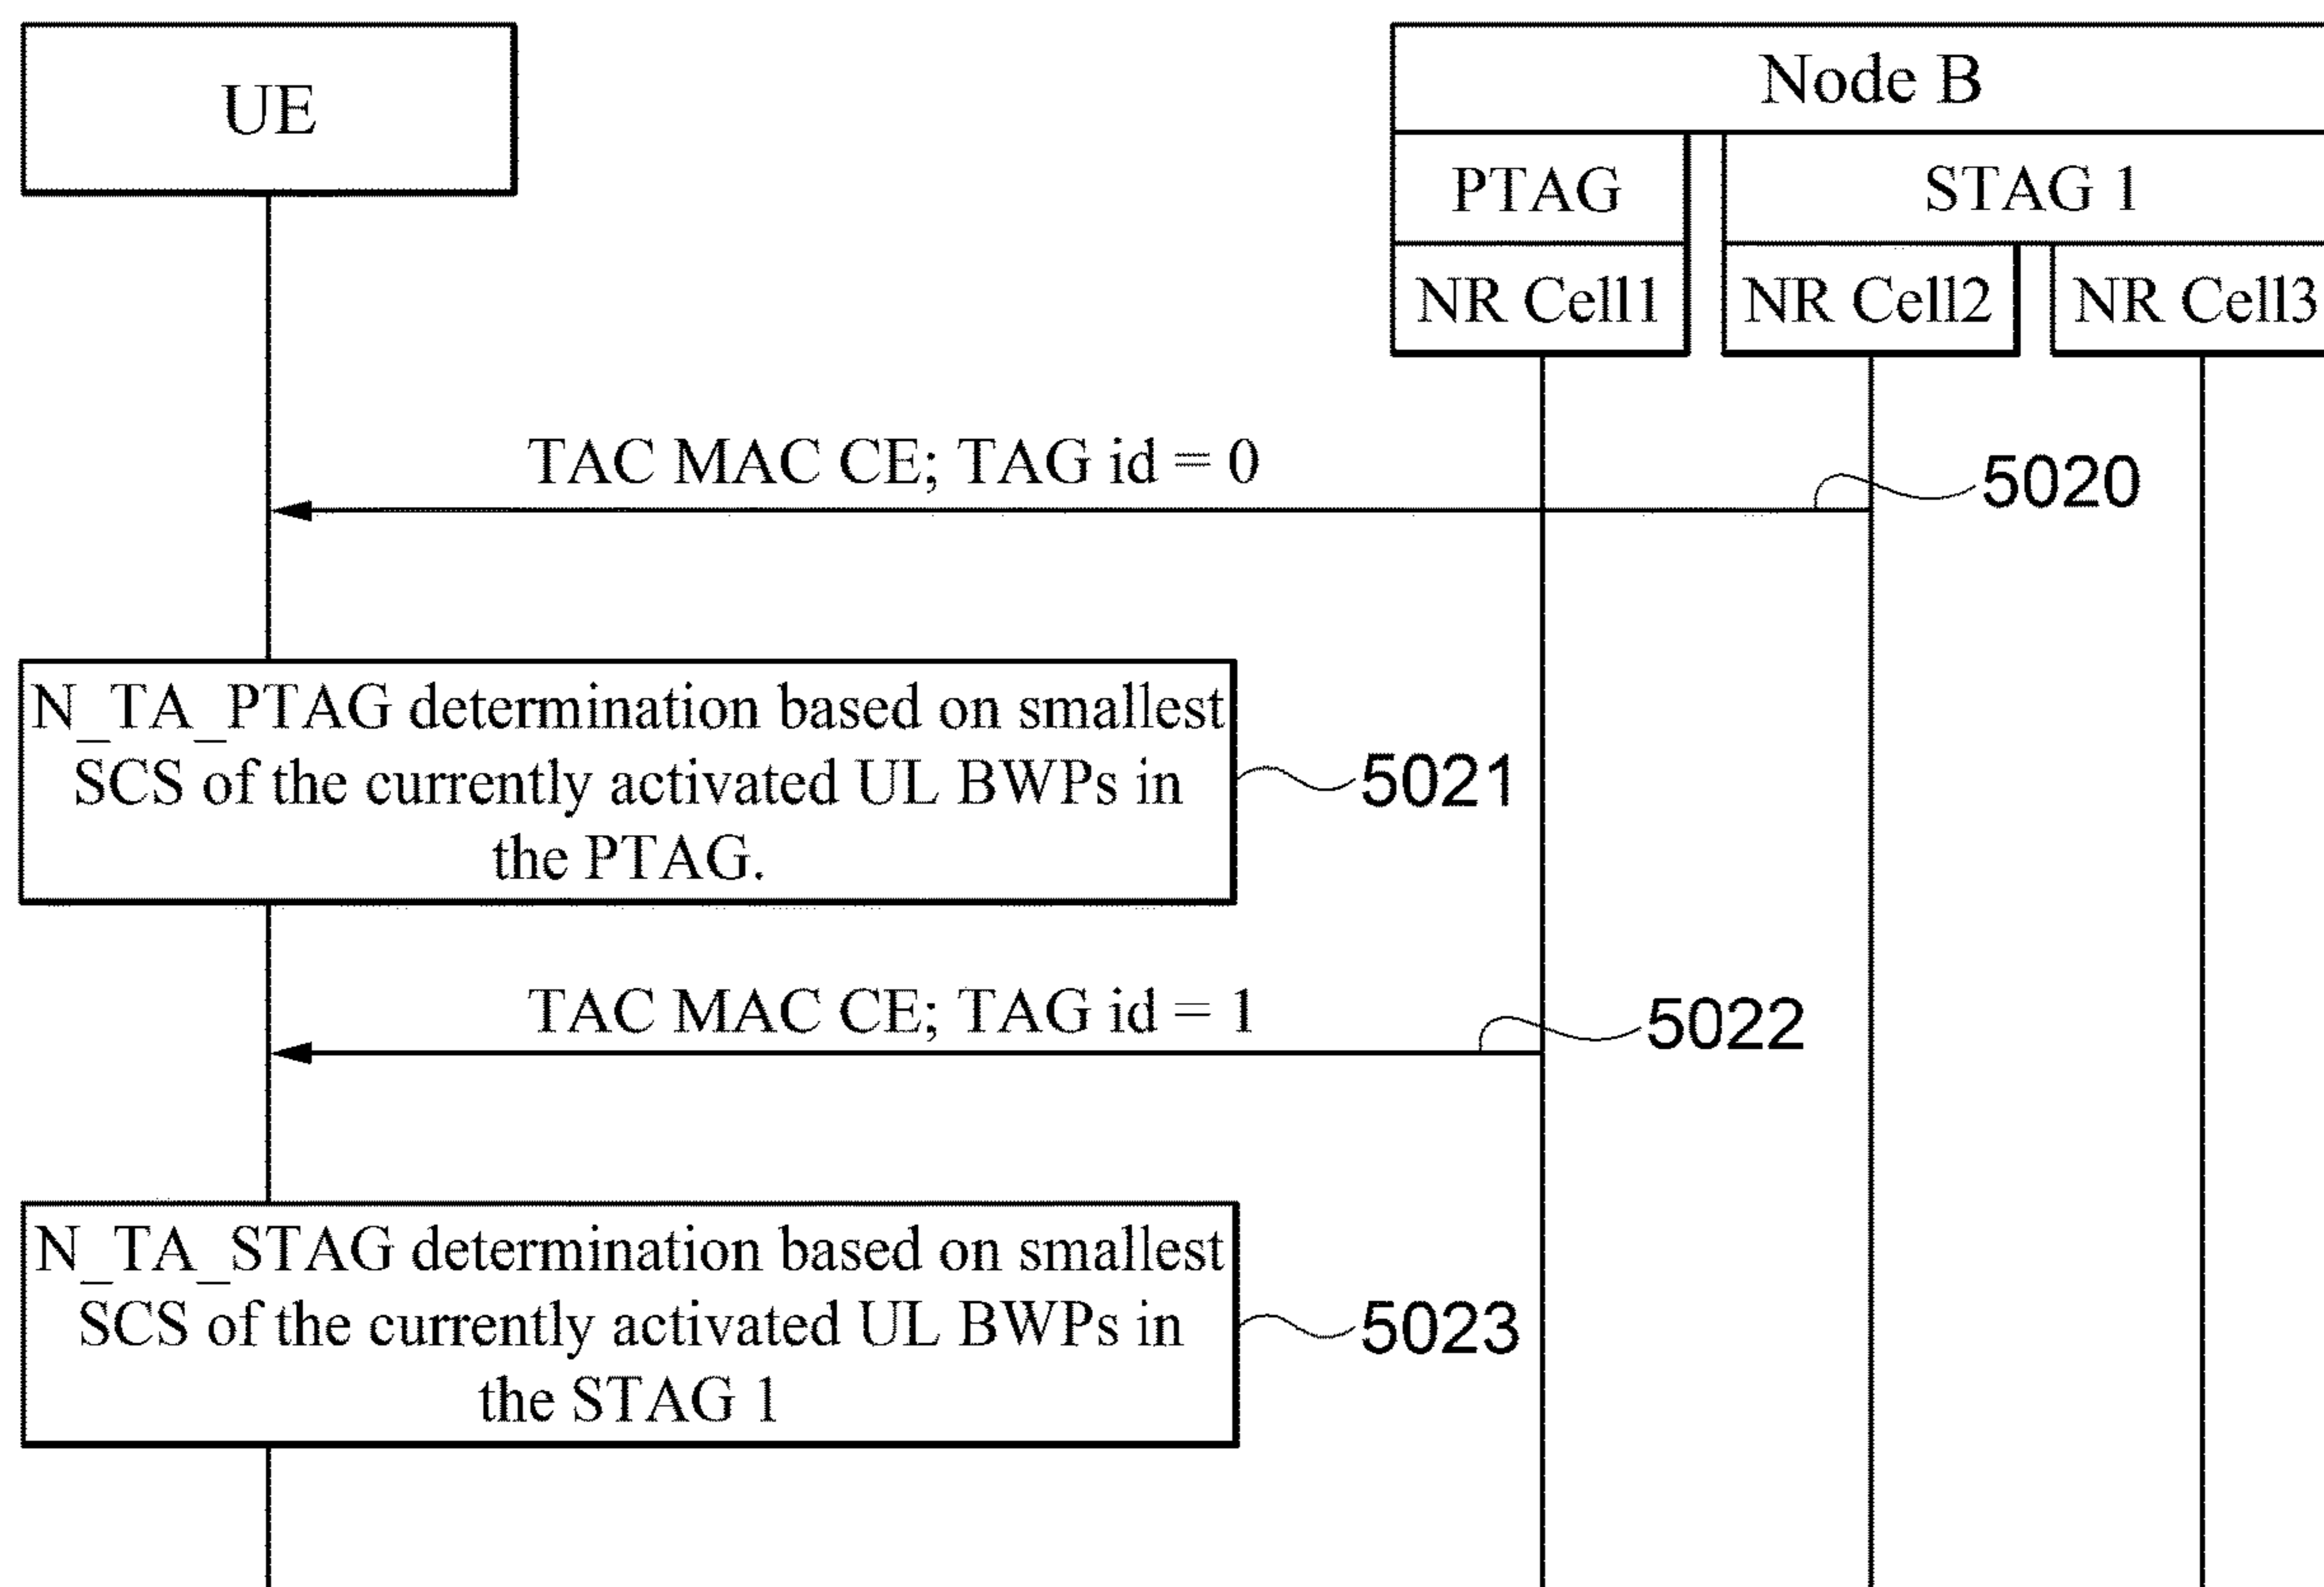 UE
Node B
PTAG
STAG 1
NR Cell1
NR Cell2
NR Cell3
TAC MAC CE; TAG id = 0
5020
N_TA_PTAG determination based on smallest
SCS of the currently activated UL BWPs in
the PTAG.
5021
TAC MAC CE; TAG id = 1
5022
N_TA_STAG determination based on smallest
SCS of the currently activated UL BWPs in
the STAG 1
5023